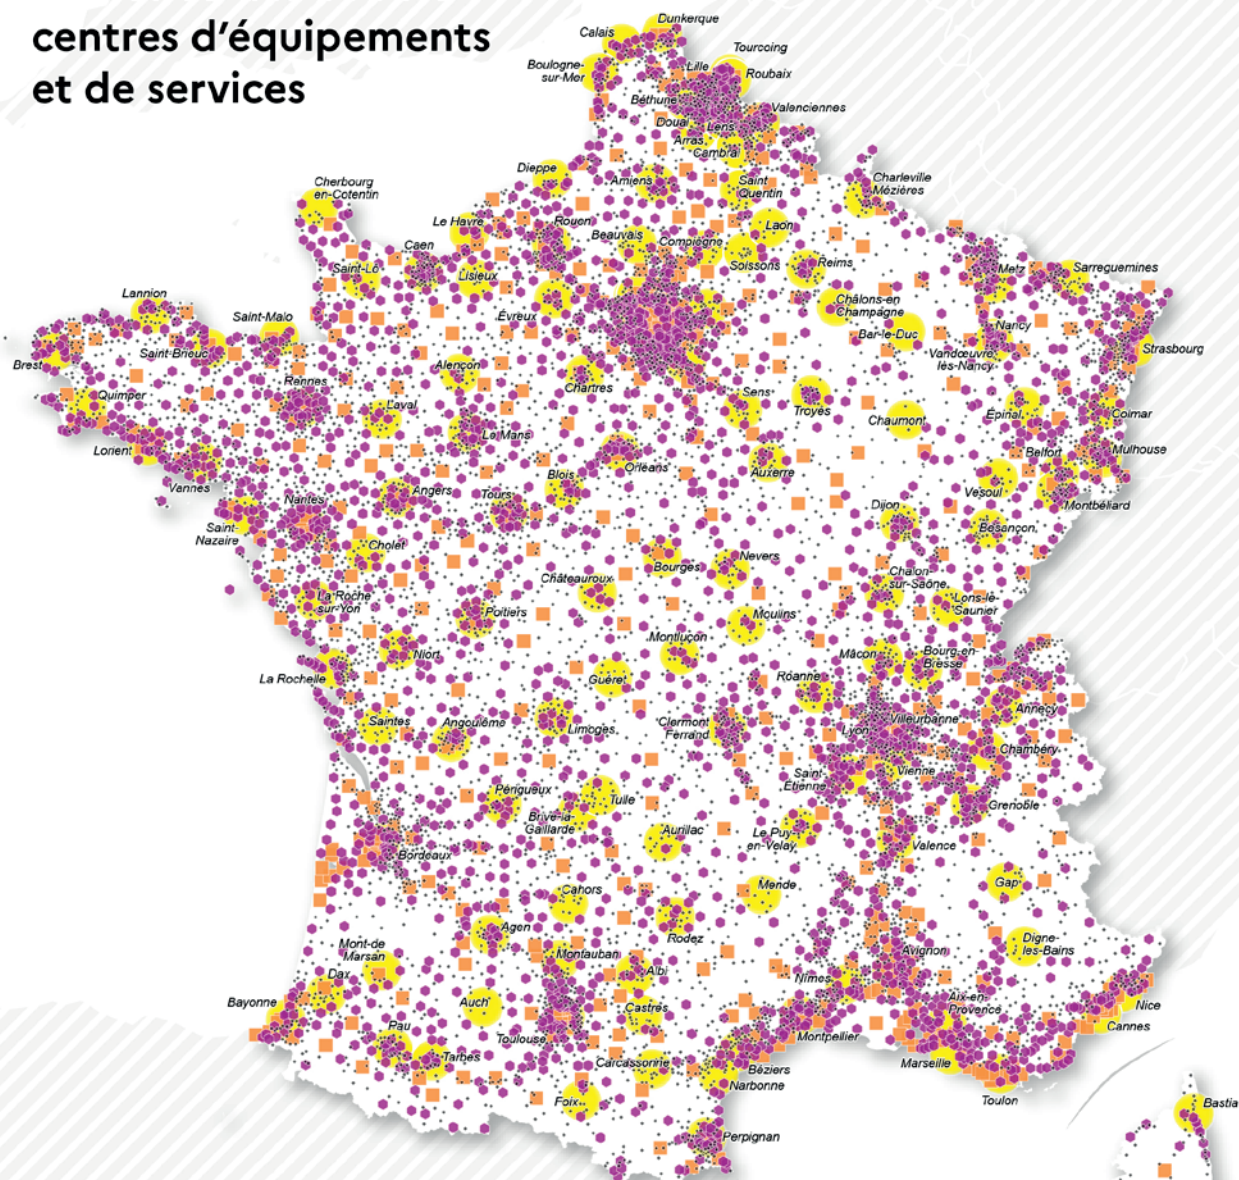 centres d'équipements
et de services
Dunkerque
Calais
Tourcoing
Boulogne-
sur-Mer
Lille
Roubaix
Béthune
Valenciennes
Douai
Lens
Arras
Cambrai
Dieppe
Amiens
Saint
Quentin
Charleville
Mézières
Cherbourg
en-Cotentin
Le Havre
Rouen
Laon
Beauvais
Compiègne
Caen
Soissons
Reims
Metz
Sarreguemines
Saint-Lô
Lisieux
Lannion
Évreux
Châlons-en
Champagne
Saint-Malo
Nancy
Bar-le-Duc
Saint-Brieuc
Vandœuvre-
lès-Nancy
Strasbourg
Brest
Alençon
Chartres
Rennes
Sens
Quimper
Laval
Troyes
Chaumont
Épinal
Colmar
Le Mans
Lorient
Orléans
Auxerre
Belfort
Mulhouse
Vannes
Blois
Vesoul
Angers
Tours
Nantes
Dijon
Montbéliard
Saint-
Nazaire
Besançon
Cholet
Bourges
Nevers
Châteauroux
Chalon-
sur-Saône
La Roche
sur-Yon
Lons-le-
Saunier
Poitiers
Moulins
Montluçon
Niort
Mâcon
Bourg-en-
Bresse
La Rochelle
Guéret
Roanne
Annecy
Saintes
Angoulême
Limoges
Clermont
Ferrand
Villeurbanne
Lyon
Chambéry
Saint-
Étienne
Vienne
Périgueux
Tulle
Grenoble
Brive-la-
Gaillarde
Aurillac
Le Puy-
en-Velay
Valence
Bordeaux
Gap
Cahors
Mende
Agen
Rodez
Mont-de
Marsan
Montauban
Digne-
les-Bains
Avignon
Dax
Albi
Nîmes
Bayonne
Auch
Castres
Aix-en-
Provence
Nice
Pau
Toulouse
Montpellier
Cannes
Tarbes
Carcassonne
Béziers
Marseille
Narbonne
Foix
Toulon
Bastia
Perpignan